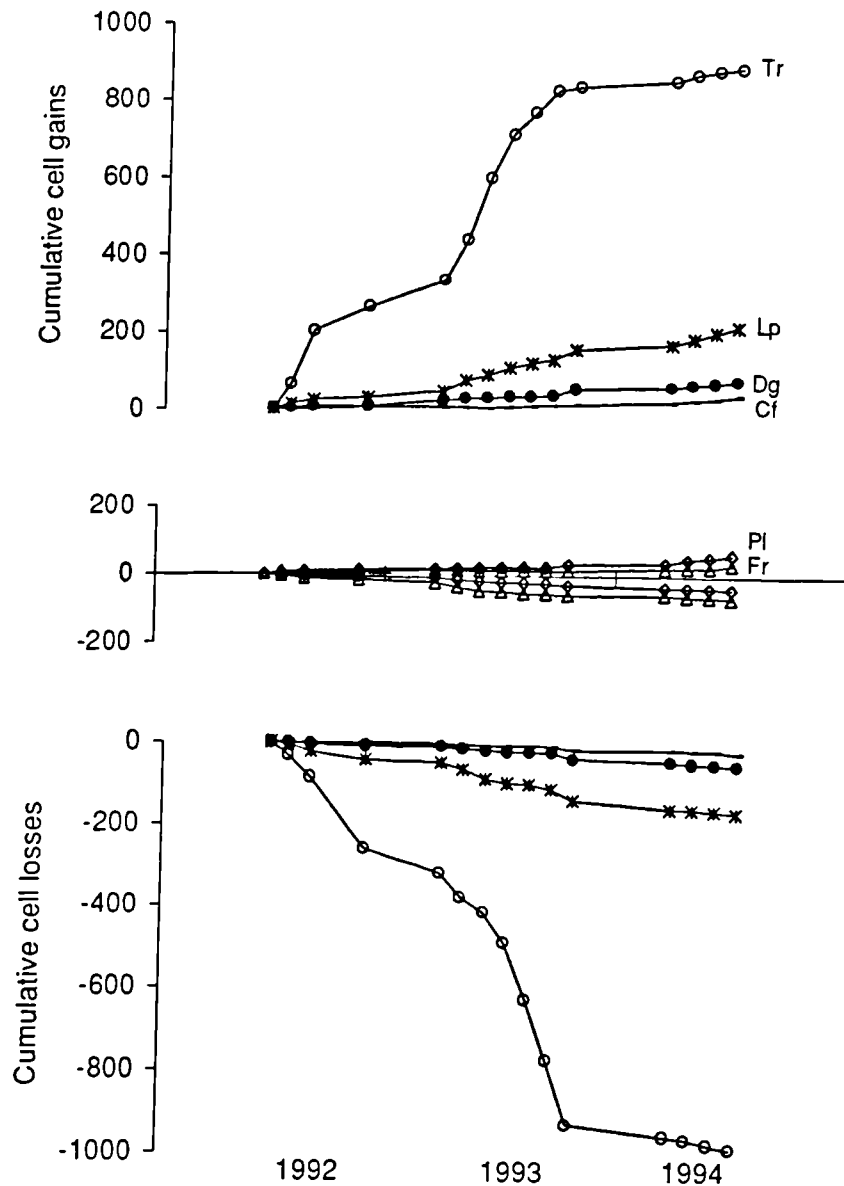 1000
800
600
400
200
0
Cumulative cell gains
Tr
Lp
Dg
Cf
200
0
-200
Pl
Fr
0
-200
-400
-600
-800
-1000
Cumulative cell losses
1992 1993 1994